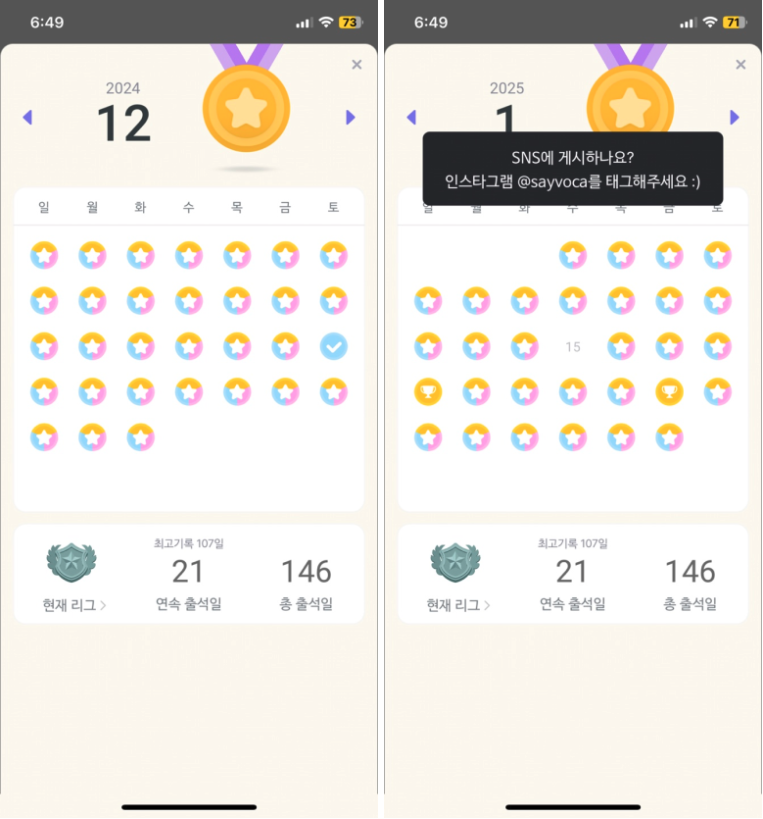 6:49
73
2024
12
일 월 화 수 목 금 토
최고기록 107일
21
146
현재 리그 >
연속 출석일
총 출석일
6:49
71
2025
1
SNS에 게시하나요?
인스타그램 @sayvoca를 태그해주세요 :)
일 월 화 수 목 금 토
15
최고기록 107일
21
146
현재 리그 >
연속 출석일
총 출석일